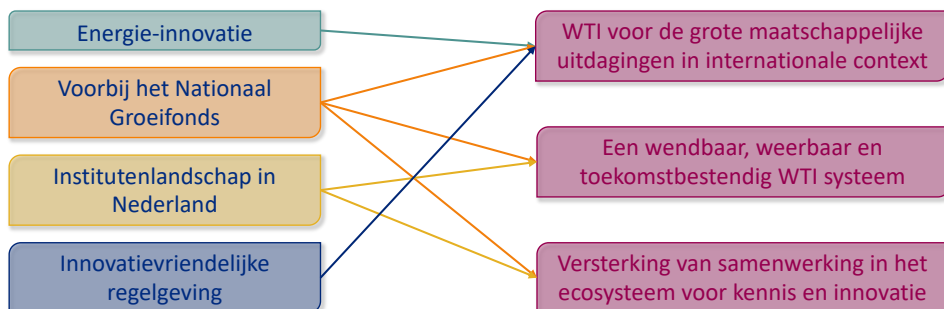 Energie-innovatie
Voorbij het Nationaal
Groeifonds
Institutenlandschap in
Nederland
Innovatievriendelijke
regelgeving
WTI voor de grote maatschappelijke
uitdagingen in internationale context
Een wendbaar, weerbaar en
toekomstbestendig WTI systeem
Versterking van samenwerking in het
ecosysteem voor kennis en innovatie